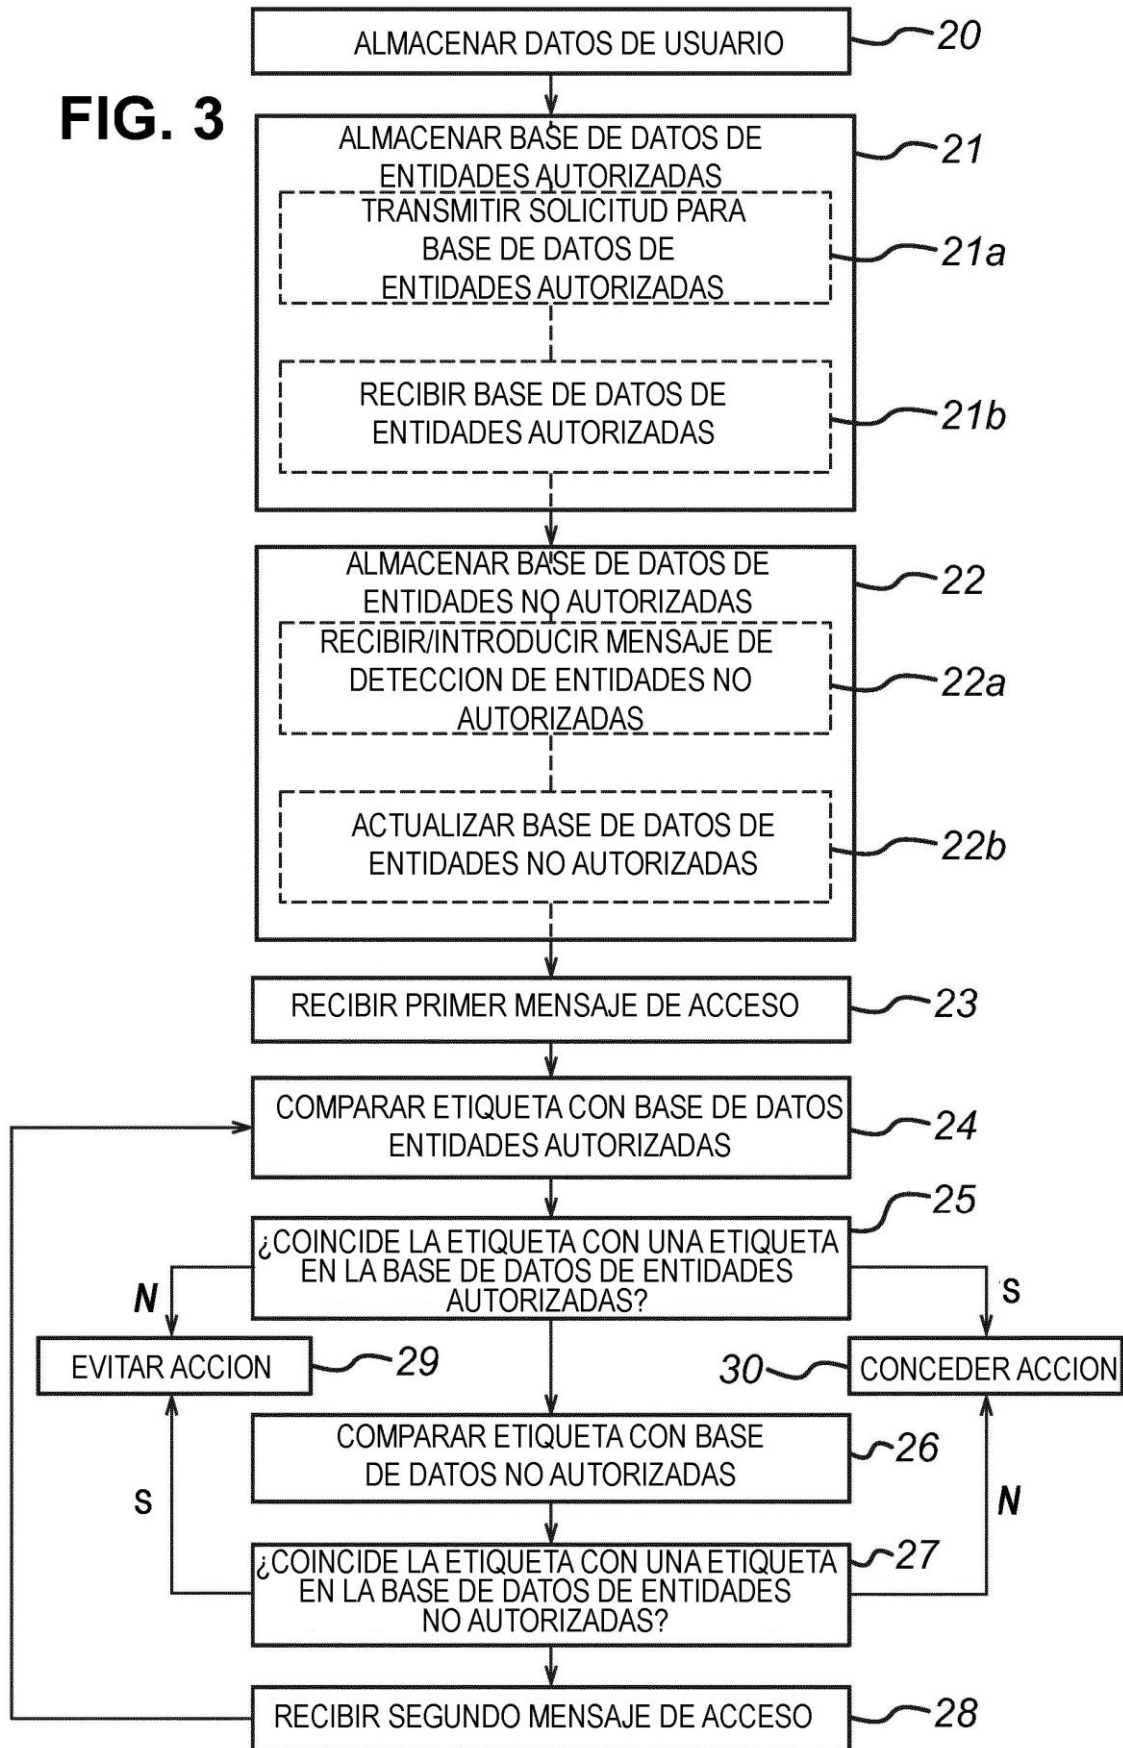 ALMACENAR DATOS DE USUARIO
20
FIG. 3
ALMACENAR BASE DE DATOS DE
ENTIDADES AUTORIZADAS
21
TRANSMITIR SOLICITUD PARA
BASE DE DATOS DE
ENTIDADES AUTORIZADAS
21a
RECIBIR BASE DE DATOS DE
ENTIDADES AUTORIZADAS
21b
ALMACENAR BASE DE DATOS DE
ENTIDADES NO AUTORIZADAS
22
RECIBIR/INTRODUCIR MENSAJE DE
DETECCION DE ENTIDADES NO
AUTORIZADAS
22a
ACTUALIZAR BASE DE DATOS DE
ENTIDADES NO AUTORIZADAS
22b
RECIBIR PRIMER MENSAJE DE ACCESO
23
COMPARAR ETIQUETA CON BASE DE DATOS
ENTIDADES AUTORIZADAS
24
25
¿COINCIDE LA ETIQUETA CON UNA ETIQUETA
EN LA BASE DE DATOS DE ENTIDADES
AUTORIZADAS?
N
S
EVITAR ACCION
29
30
CONCEDER ACCION
COMPARAR ETIQUETA CON BASE
DE DATOS NO AUTORIZADAS
26
S
N
¿COINCIDE LA ETIQUETA CON UNA ETIQUETA
EN LA BASE DE DATOS DE ENTIDADES
NO AUTORIZADAS?
27
RECIBIR SEGUNDO MENSAJE DE ACCESO
28